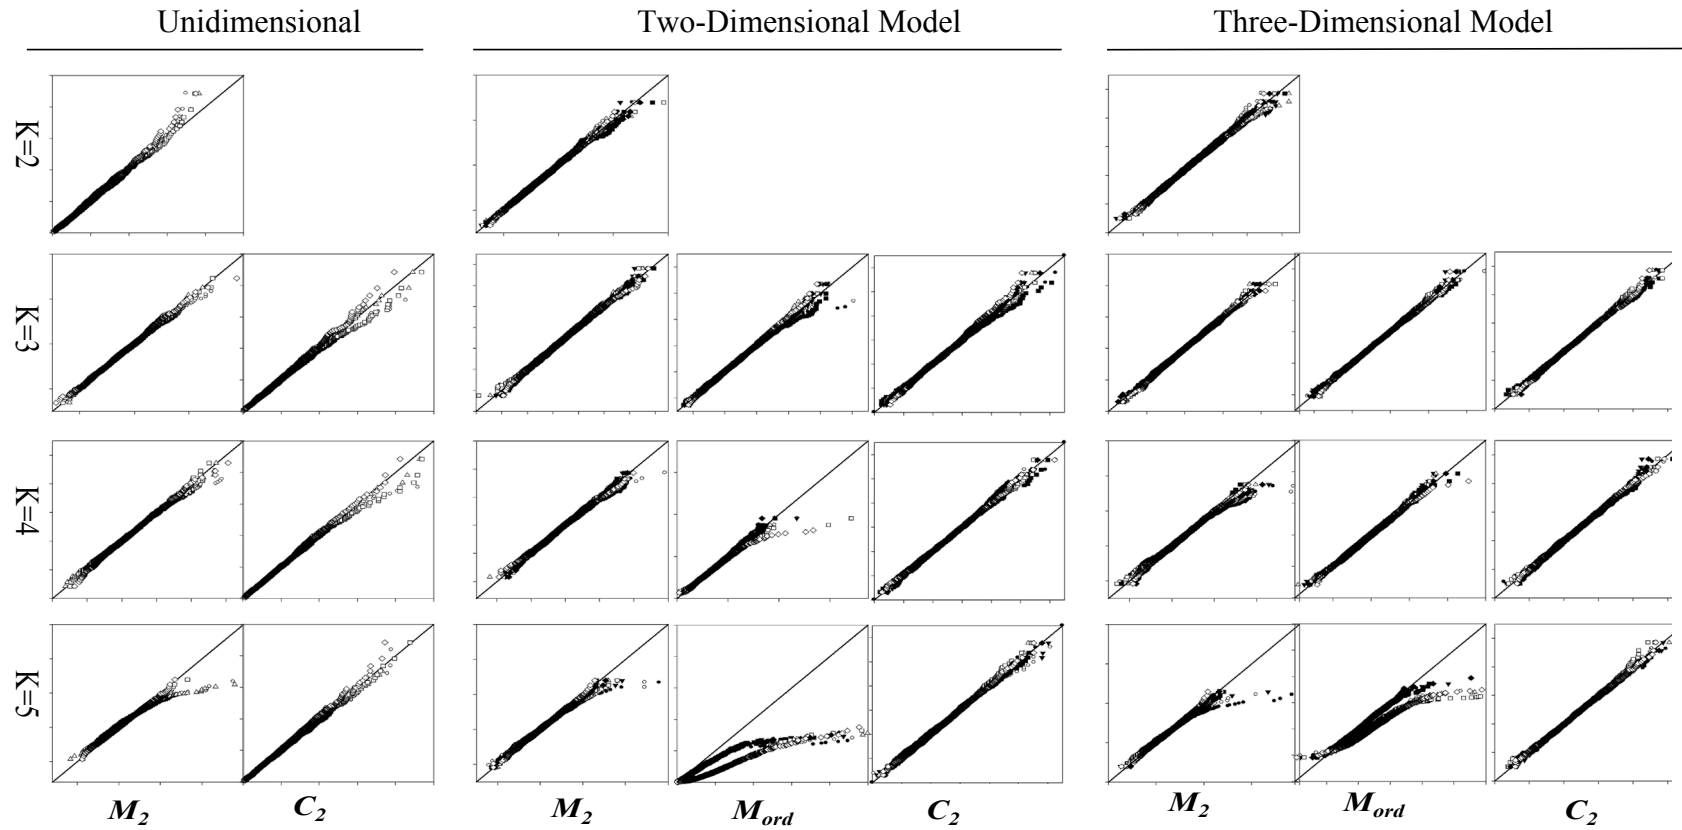 Unidimensional
Two-Dimensional Model
Three-Dimensional Model
K=2
K=3
K=4
K=5
M2
C2
M2
Mord
C2
M2
Mord
C2